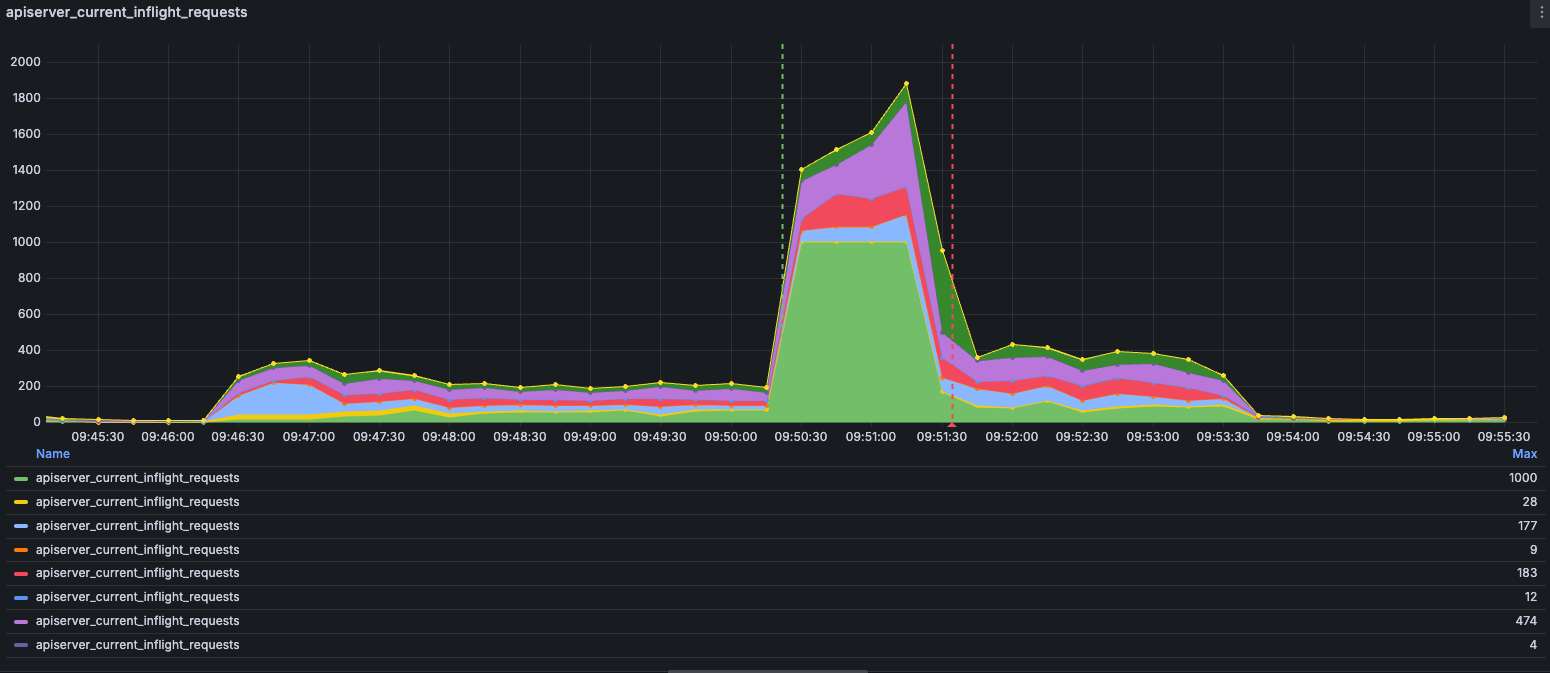 apiserver_current_inflight_requests
2000
1800
1600
1400
1200
1000
800
600
400
200
0
09:45:30 09:46:00 09:46:30 09:47:00 09:47:30 09:48:00 09:48:30 09:49:00 09:49:30 09:50:00 09:50:30 09:51:00 09:51:30 09:52:00 09:52:30 09:53:00 09:53:30 09:54:00 09:54:30 09:55:00 09:55:30
Name Max
apiserver_current_inflight_requests 1000
apiserver_current_inflight_requests 28
apiserver_current_inflight_requests 177
apiserver_current_inflight_requests 9
apiserver_current_inflight_requests 183
apiserver_current_inflight_requests 12
apiserver_current_inflight_requests 474
apiserver_current_inflight_requests 4